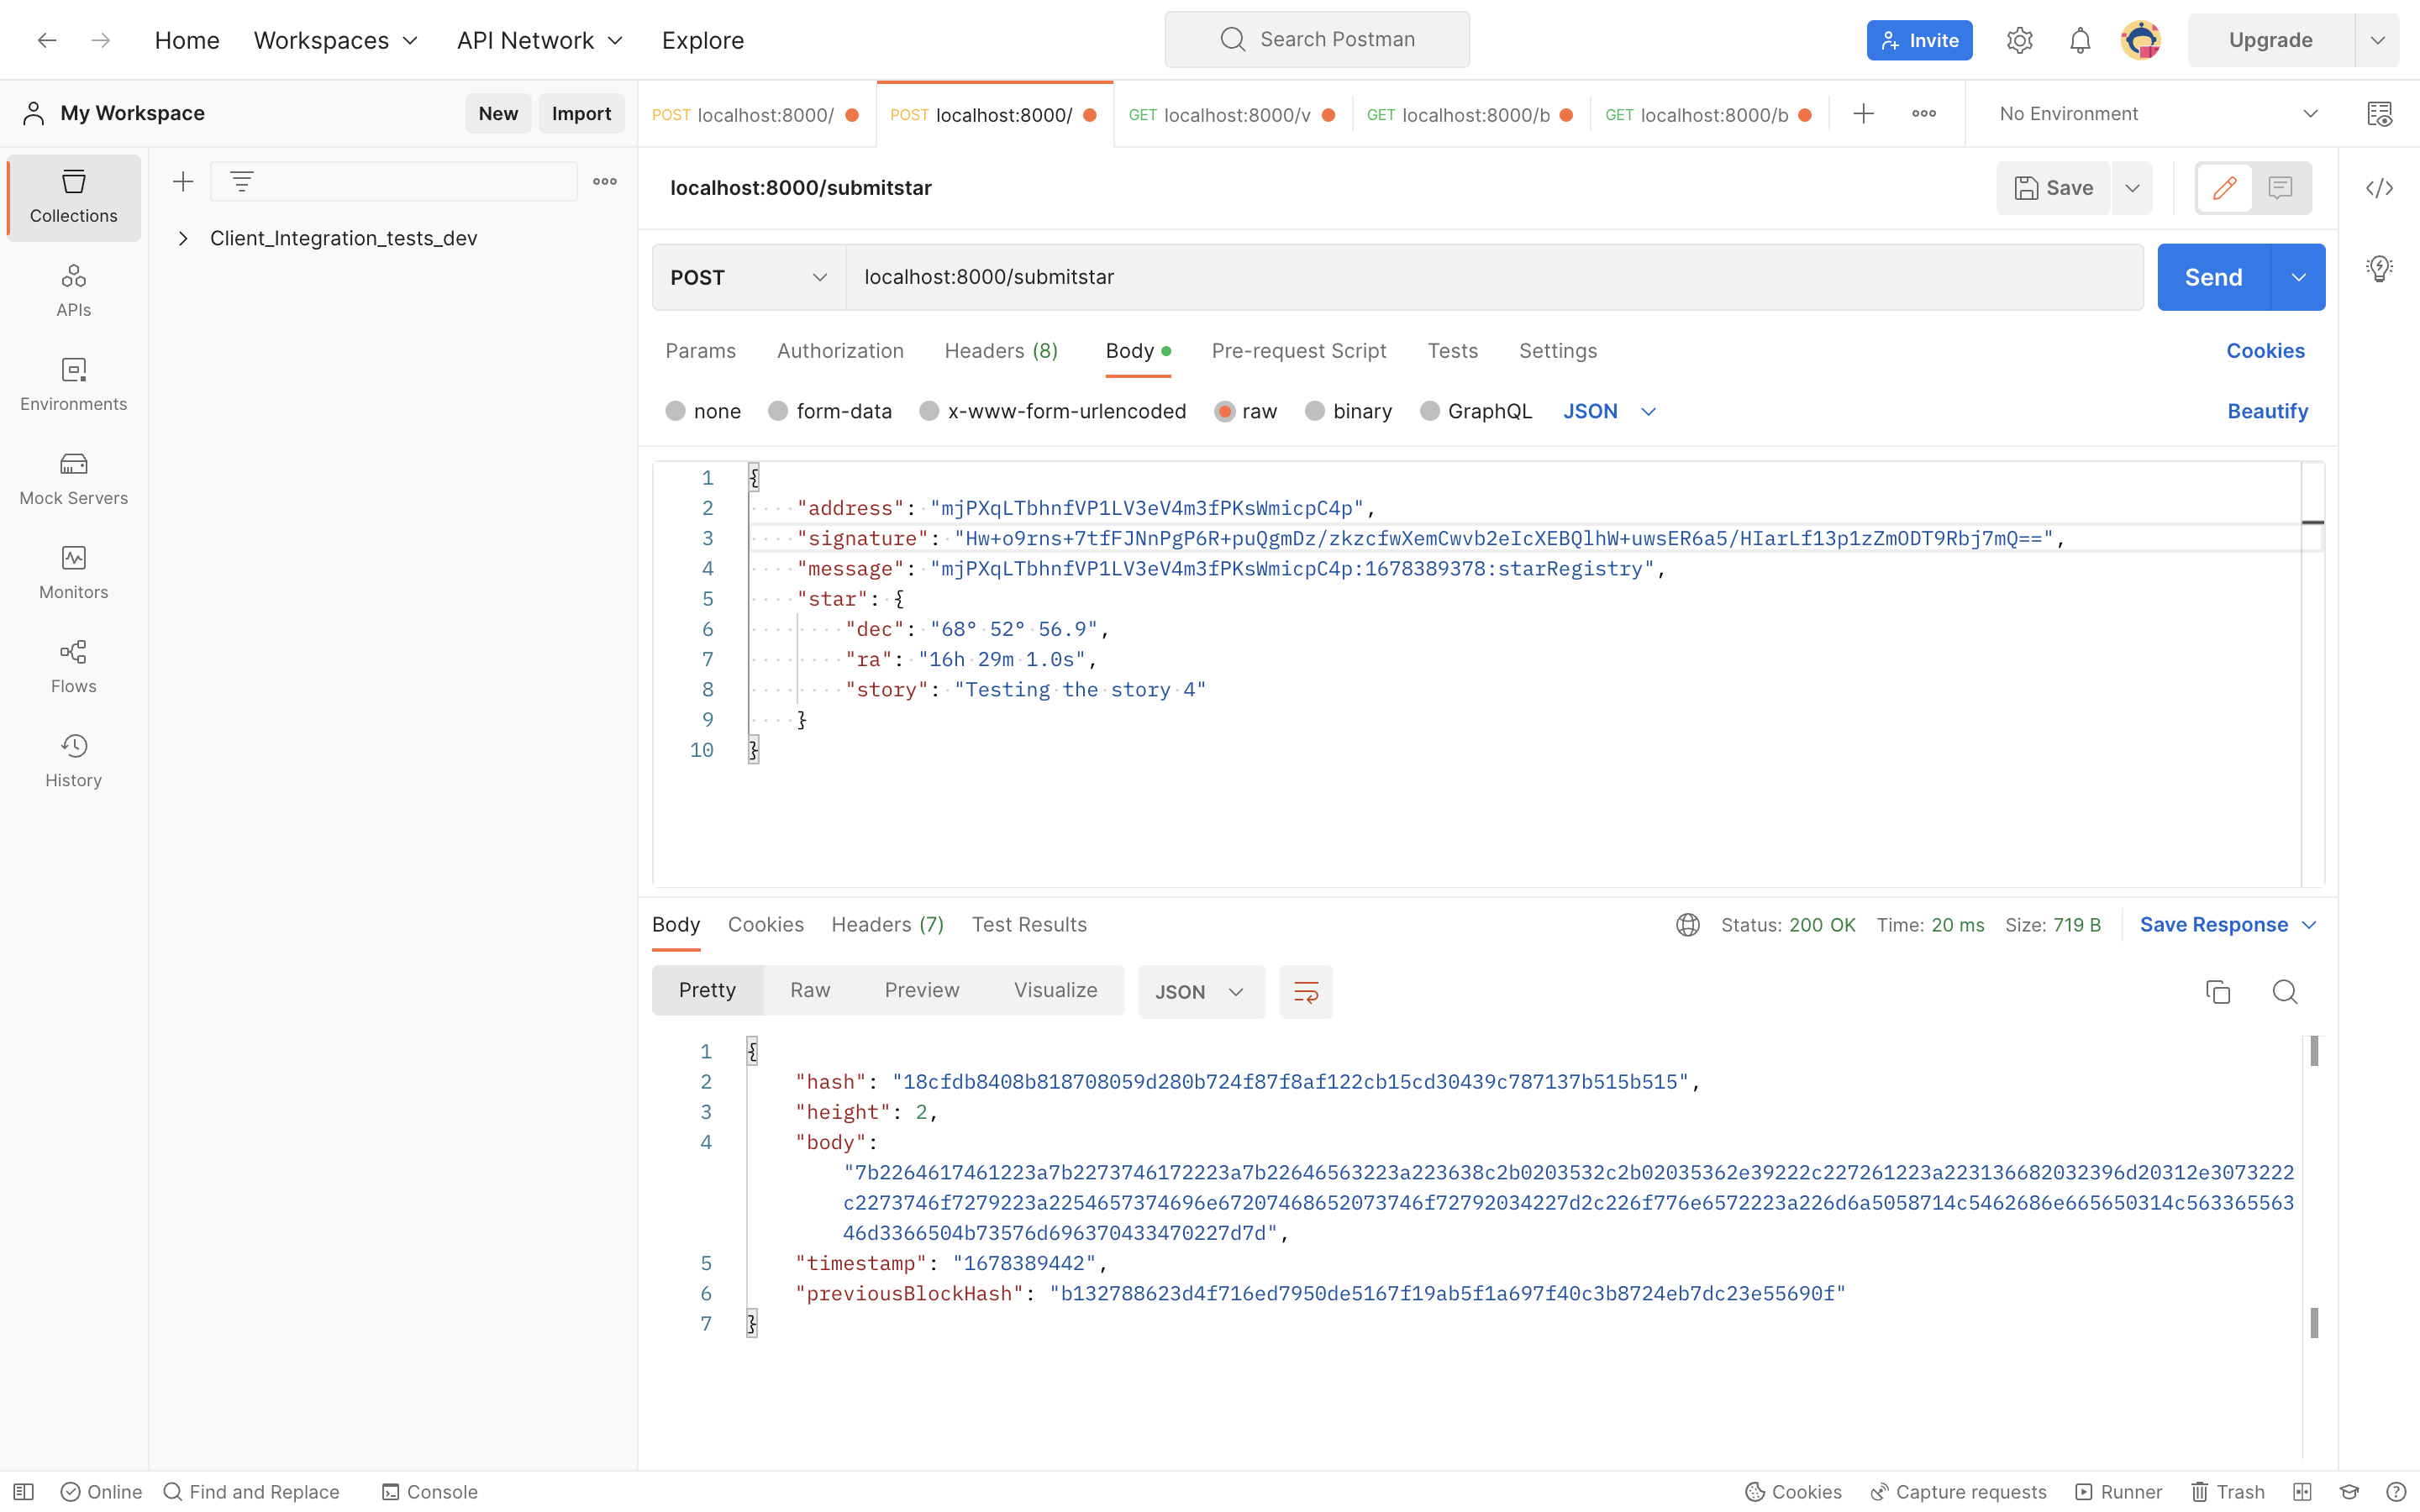 Home Workspaces API Network Explore Search Postman Invite Upgrade
My Workspace New Import POST localhost:8000/ POST localhost:8000/ GET localhost:8000/v GET localhost:8000/b GET localhost:8000/b No Environment
Collections
APIs
Environments
Mock Servers
Monitors
Flows
History
Client_Integration_tests_dev
localhost:8000/submitstar Save
POST localhost:8000/submitstar Send
Params Authorization Headers (8) Body Pre-request Script Tests Settings Cookies
none form-data x-www-form-urlencoded raw binary GraphQL JSON Beautify
1 {
2 "address": "mjPXqLTbhnfVP1LV3eV4m3fPKsWmicpC4p",
3 "signature": "Hw+o9rns+7tfFJNnPgP6R+puQgmDz/zkzcfwXemCwvb2eIcXEBQlhW+uwsER6a5/HIarLf13p1zZmODT9Rbj7mQ==",
4 "message": "mjPXqLTbhnfVP1LV3eV4m3fPKsWmicpC4p:1678389378:starRegistry",
5 "star": {
6 "dec": "68° 52° 56.9",
7 "ra": "16h 29m 1.0s",
8 "story": "Testing the story 4"
9 }
10 }
Body Cookies Headers (7) Test Results Status: 200 OK Time: 20 ms Size: 719 B Save Response
Pretty Raw Preview Visualize JSON
1 {
2 "hash": "18cfdb8408b818708059d280b724f87f8af122cb15cd30439c787137b515b515",
3 "height": 2,
4 "body":
"7b2264617461223a7b2273746172223a7b22646563223a223638c2b0203532c2b02035362e39222c227261223a223136682032396d20312e3073222
c2273746f7279223a2254657374696e67207468652073746f72792034227d2c226f776e6572223a226d6a5058714c5462686e665650314c563365563
46d3366504b73576d696370433470227d7d",
5 "timestamp": "1678389442",
6 "previousBlockHash": "b132788623d4f716ed7950de5167f19ab5f1a697f40c3b8724eb7dc23e55690f"
7 }
Online Find and Replace Console Cookies Capture requests Runner Trash